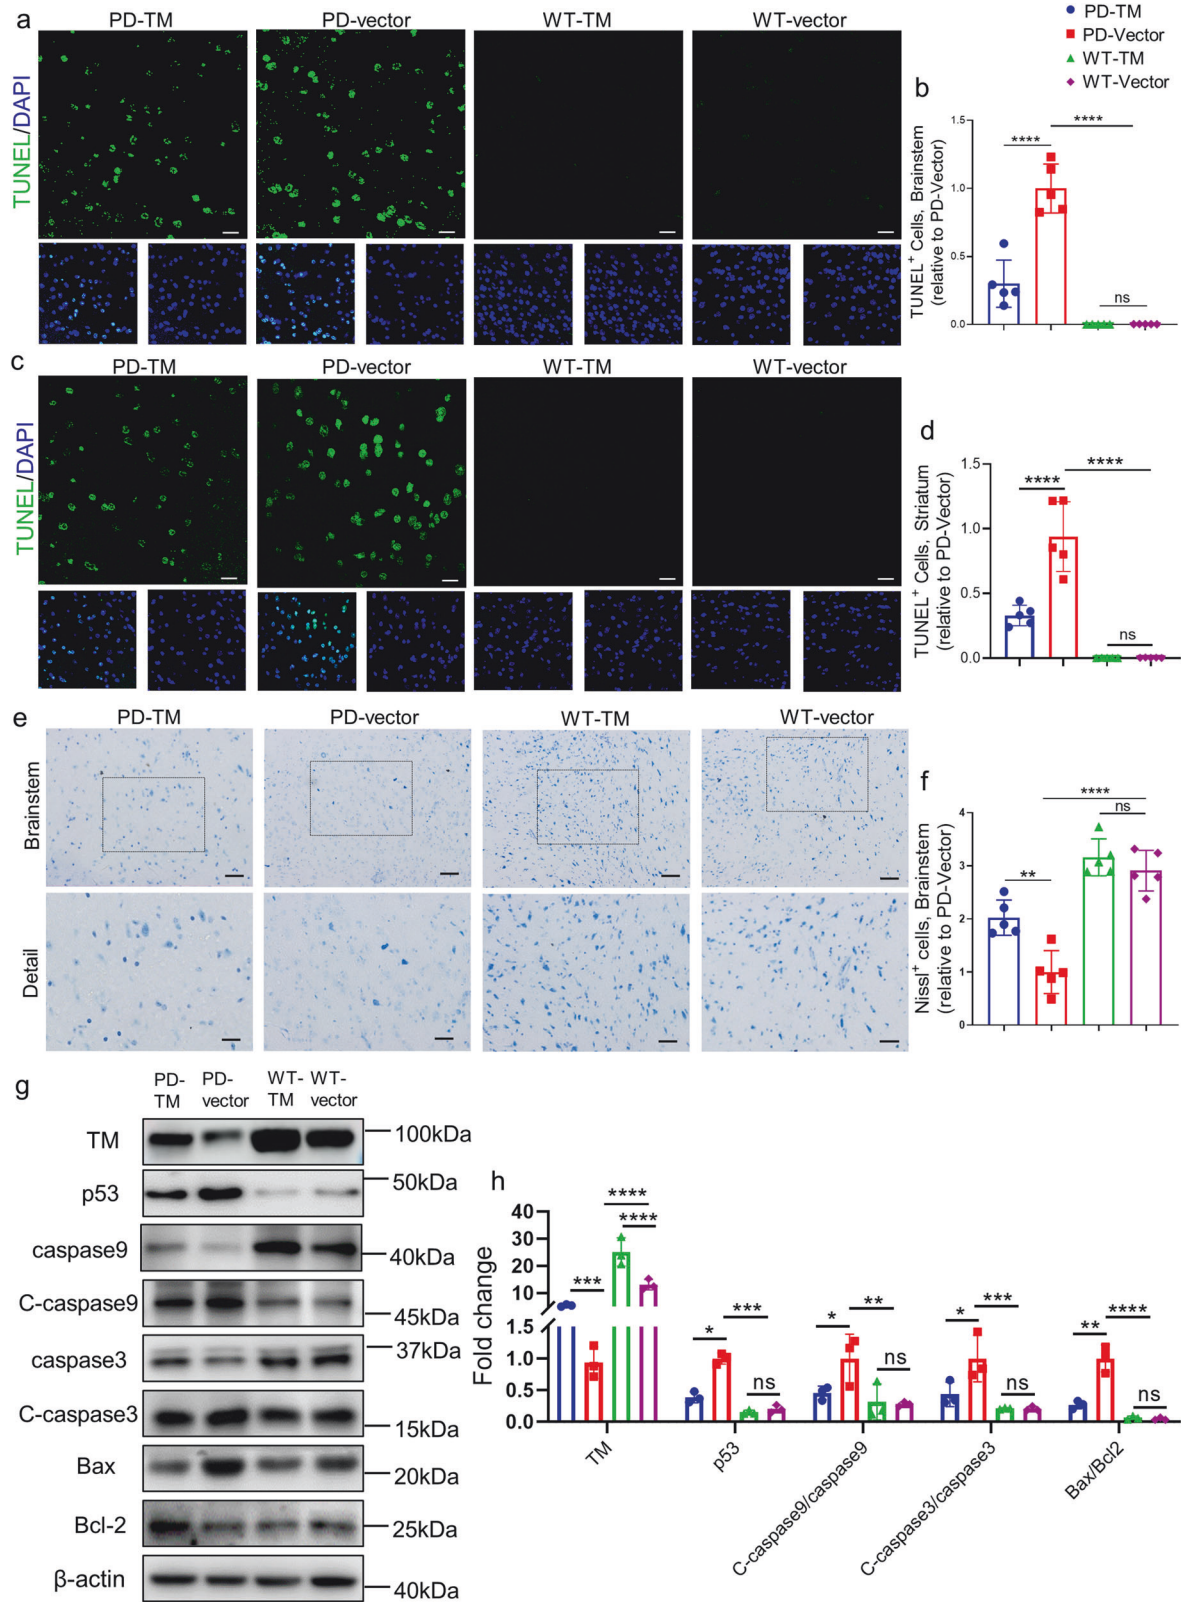 a
PD-TM
PD-vector
WT-TM
WT-vector
TUNEL/DAPI
PD-TM
PD-Vector
WT-TM
WT-Vector
b
TUNEL+ Cells, Brainstem
(relative to PD-Vector)
1.5
1.0
0.5
0.0
****
****
ns
c
PD-TM
PD-vector
WT-TM
WT-vector
TUNEL/DAPI
d
TUNEL+ Cells, Striatum
(relative to PD-Vector)
1.5
1.0
0.5
0.0
****
****
ns
e
PD-TM
PD-vector
WT-TM
WT-vector
Brainstem
Detail
f
Nissl+ cells, Brainstem
(relative to PD-Vector)
4
3
2
1
0
**
****
ns
g
PD-
TM
PD-
vector
WT-
TM
WT-
vector
TM
100kDa
p53
50kDa
caspase9
40kDa
C-caspase9
45kDa
caspase3
37kDa
C-caspase3
15kDa
Bax
20kDa
Bcl-2
25kDa
β-actin
40kDa
h
Fold change
40
30
20
10
1.5
1.0
0.5
0.0
***
****
****
*
***
ns
*
**
ns
*
***
ns
**
****
ns
TM
p53
C-caspase9/caspase9
C-caspase3/caspase3
Bax/Bcl2